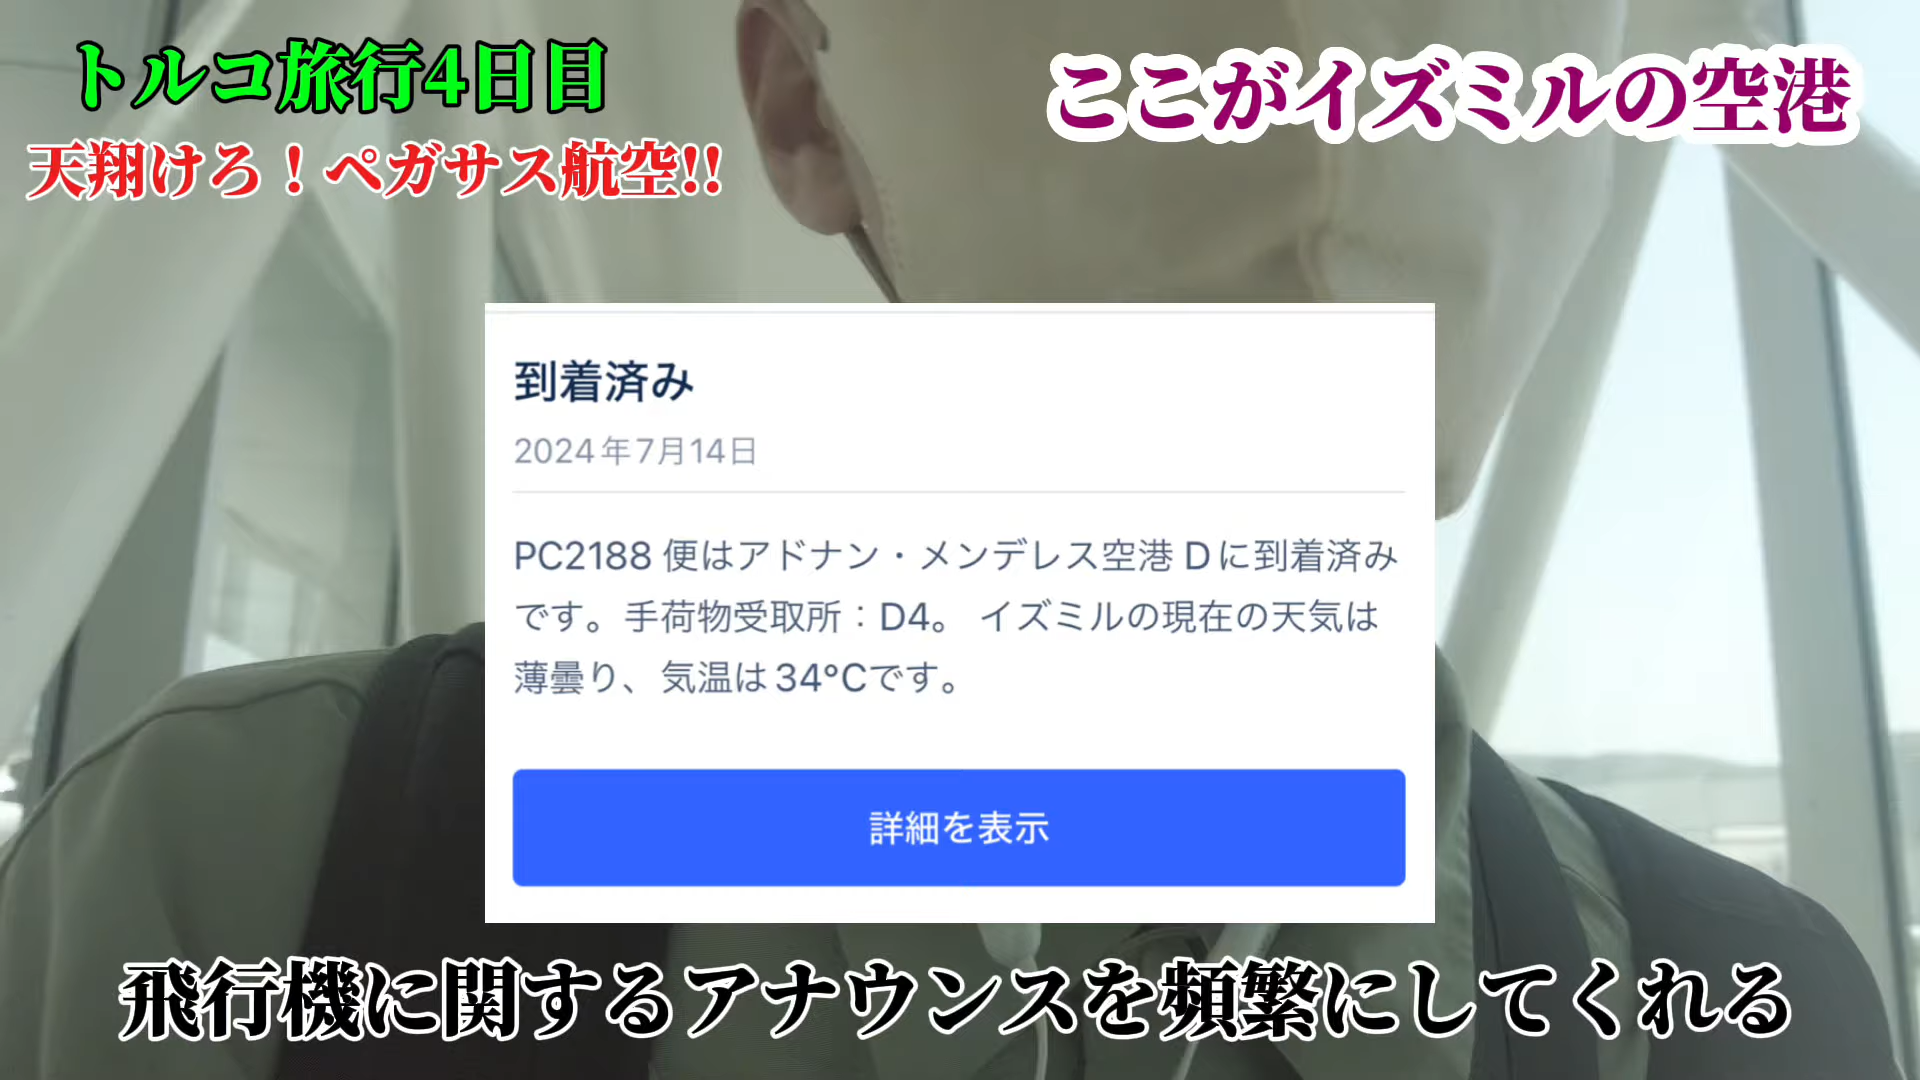 トルコ旅行4日目
天翔けろ！ペガサス航空!!
ここがイズミルの空港
到着済み
2024年7月14日
PC2188 便はアドナン・メンデレス空港 Dに到着済み
です。手荷物受取所：D4。 イズミルの現在の天気は
薄曇り、気温は 34°Cです。
詳細を表示
飛行機に関するアナウンスを頻繁にしてくれる